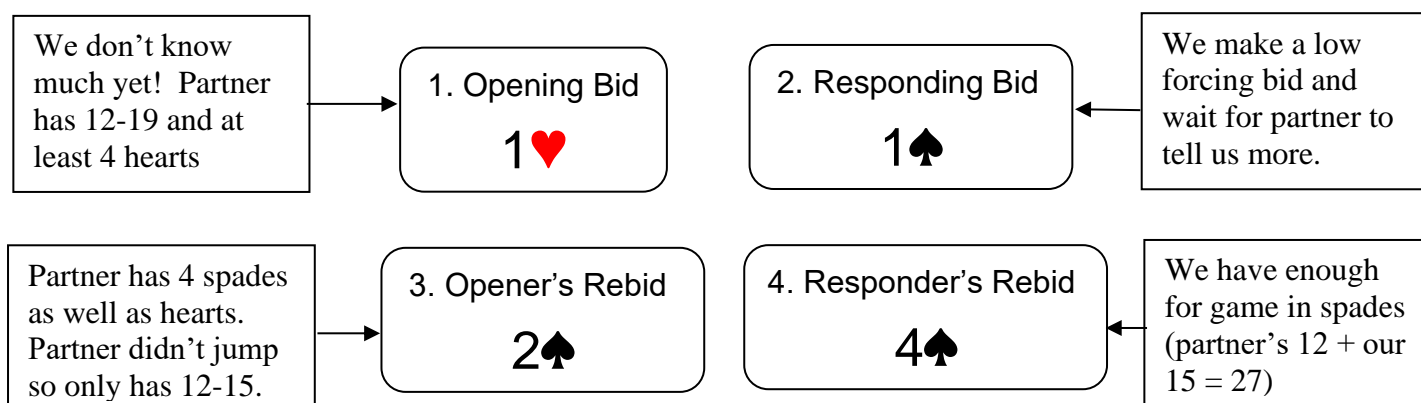 We don’t know
much yet! Partner
has 12-19 and at
least 4 hearts
1. Opening Bid
1♥
2. Responding Bid
1♠
We make a low
forcing bid and
wait for partner to
tell us more.
Partner has 4 spades
as well as hearts.
Partner didn’t jump
so only has 12-15.
3. Opener’s Rebid
2♠
4. Responder’s Rebid
4♠
We have enough
for game in spades
(partner’s 12 + our
15 = 27)